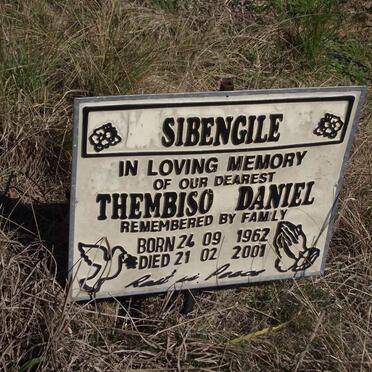 SIBENGILE
IN LOVING MEMORY
OF OUR DEAREST
THEMBISO DANIEL
REMEMBERED BY FAMLY
BORN 24 09 1962
DIED 21 02 2001
Rest in Peace